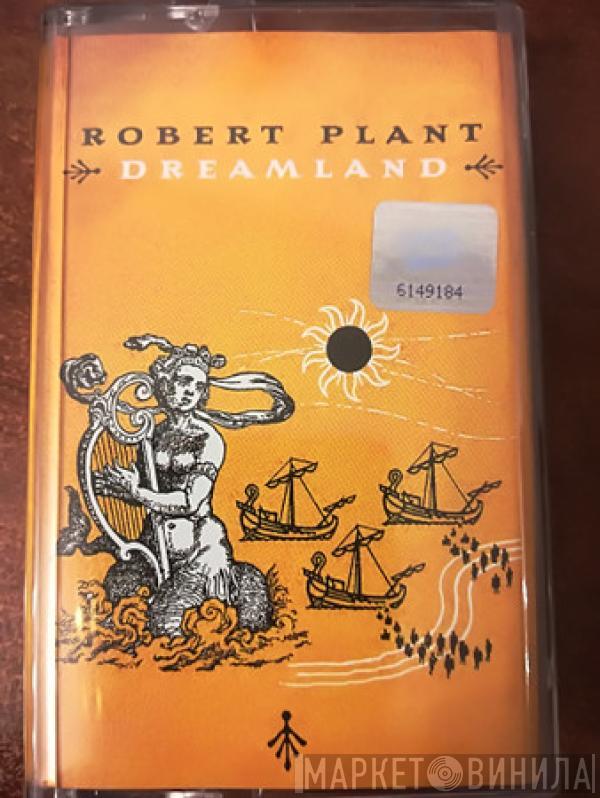 ROBERT PLANT
DREAMLAND
6149184
МАРКЕТ ВИНИЛА